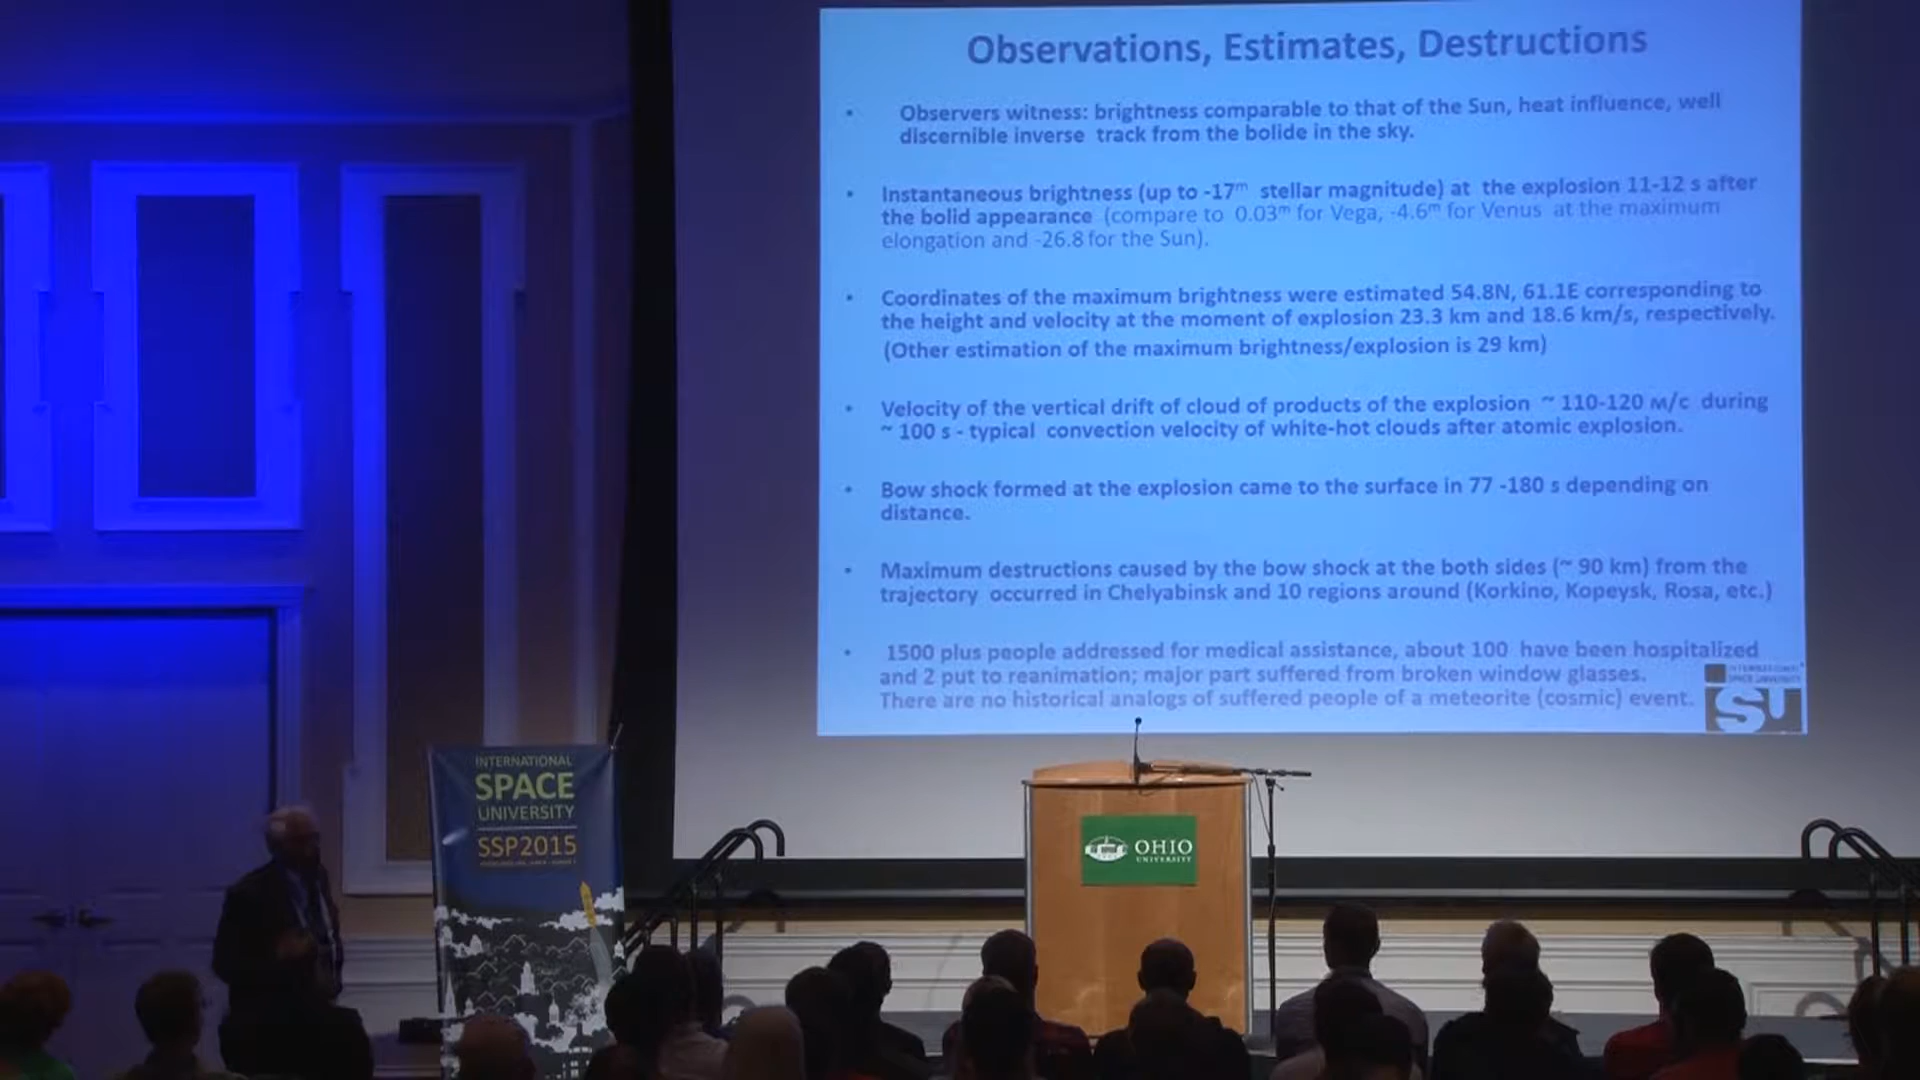 Observations, Estimates, Destructions
• Observers witness: brightness comparable to that of the Sun, heat influence, well
discernible inverse track from the bolide in the sky.
• Instantaneous brightness (up to -17ᵐ stellar magnitude) at the explosion 11-12 s after
the bolid appearance (compare to 0.03ᵐ for Vega, -4.6ᵐ for Venus at the maximum
elongation and -26.8 for the Sun).
• Coordinates of the maximum brightness were estimated 54.8N, 61.1E corresponding to
the height and velocity at the moment of explosion 23.3 km and 18.6 km/s, respectively.
(Other estimation of the maximum brightness/explosion is 29 km)
• Velocity of the vertical drift of cloud of products of the explosion ~ 110-120 м/с during
~ 100 s - typical convection velocity of white-hot clouds after atomic explosion.
• Bow shock formed at the explosion came to the surface in 77 -180 s depending on
distance.
• Maximum destructions caused by the bow shock at the both sides (~ 90 km) from the
trajectory occurred in Chelyabinsk and 10 regions around (Korkino, Kopeysk, Rosa, etc.)
• 1500 plus people addressed for medical assistance, about 100 have been hospitalized
and 2 put to reanimation; major part suffered from broken window glasses.
There are no historical analogs of suffered people of a meteorite (cosmic) event.
INTERNATIONAL
SPACE UNIVERSITY
ISU
INTERNATIONAL
SPACE
UNIVERSITY
SSP2015
OHIO
UNIVERSITY